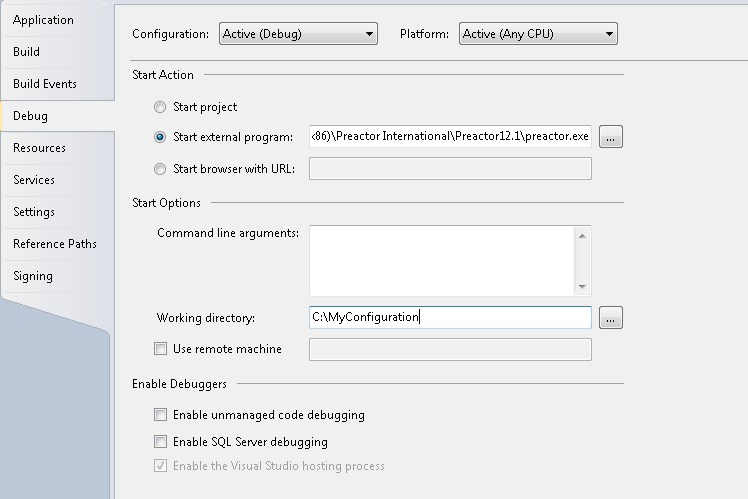 Application
Build
Build Events
Debug
Resources
Services
Settings
Reference Paths
Signing
Configuration: Active (Debug) Platform: Active (Any CPU)
Start Action
Start project
Start external program: x86)\Preactor International\Preactor12.1\preactor.exe ...
Start browser with URL:
Start Options
Command line arguments:
Working directory: C:\MyConfiguration ...
Use remote machine
Enable Debuggers
Enable unmanaged code debugging
Enable SQL Server debugging
Enable the Visual Studio hosting process